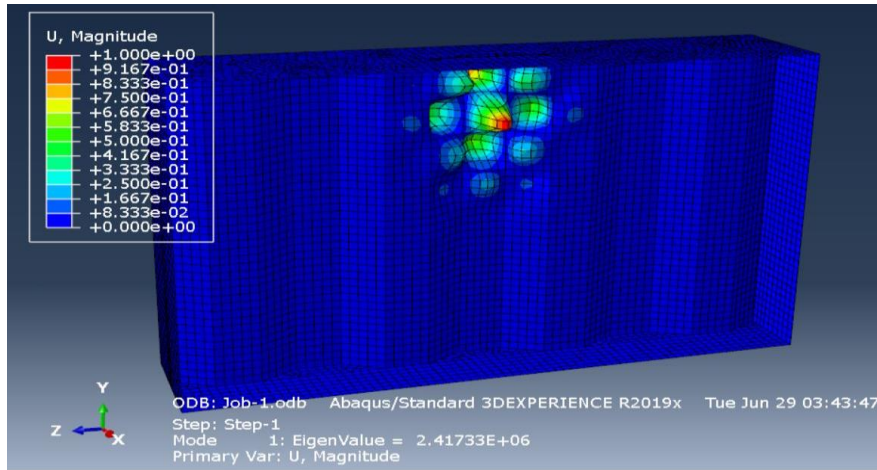 U, Magnitude
+1.000e+00
+9.167e-01
+8.333e-01
+7.500e-01
+6.667e-01
+5.833e-01
+5.000e-01
+4.167e-01
+3.333e-01
+2.500e-01
+1.667e-01
+8.333e-02
+0.000e+00
Y
Z
X
ODB: Job-1.odb Abaqus/Standard 3DEXPERIENCE R2019x Tue Jun 29 03:43:47
Step: Step-1
Mode 1: EigenValue = 2.41733E+06
Primary Var: U, Magnitude